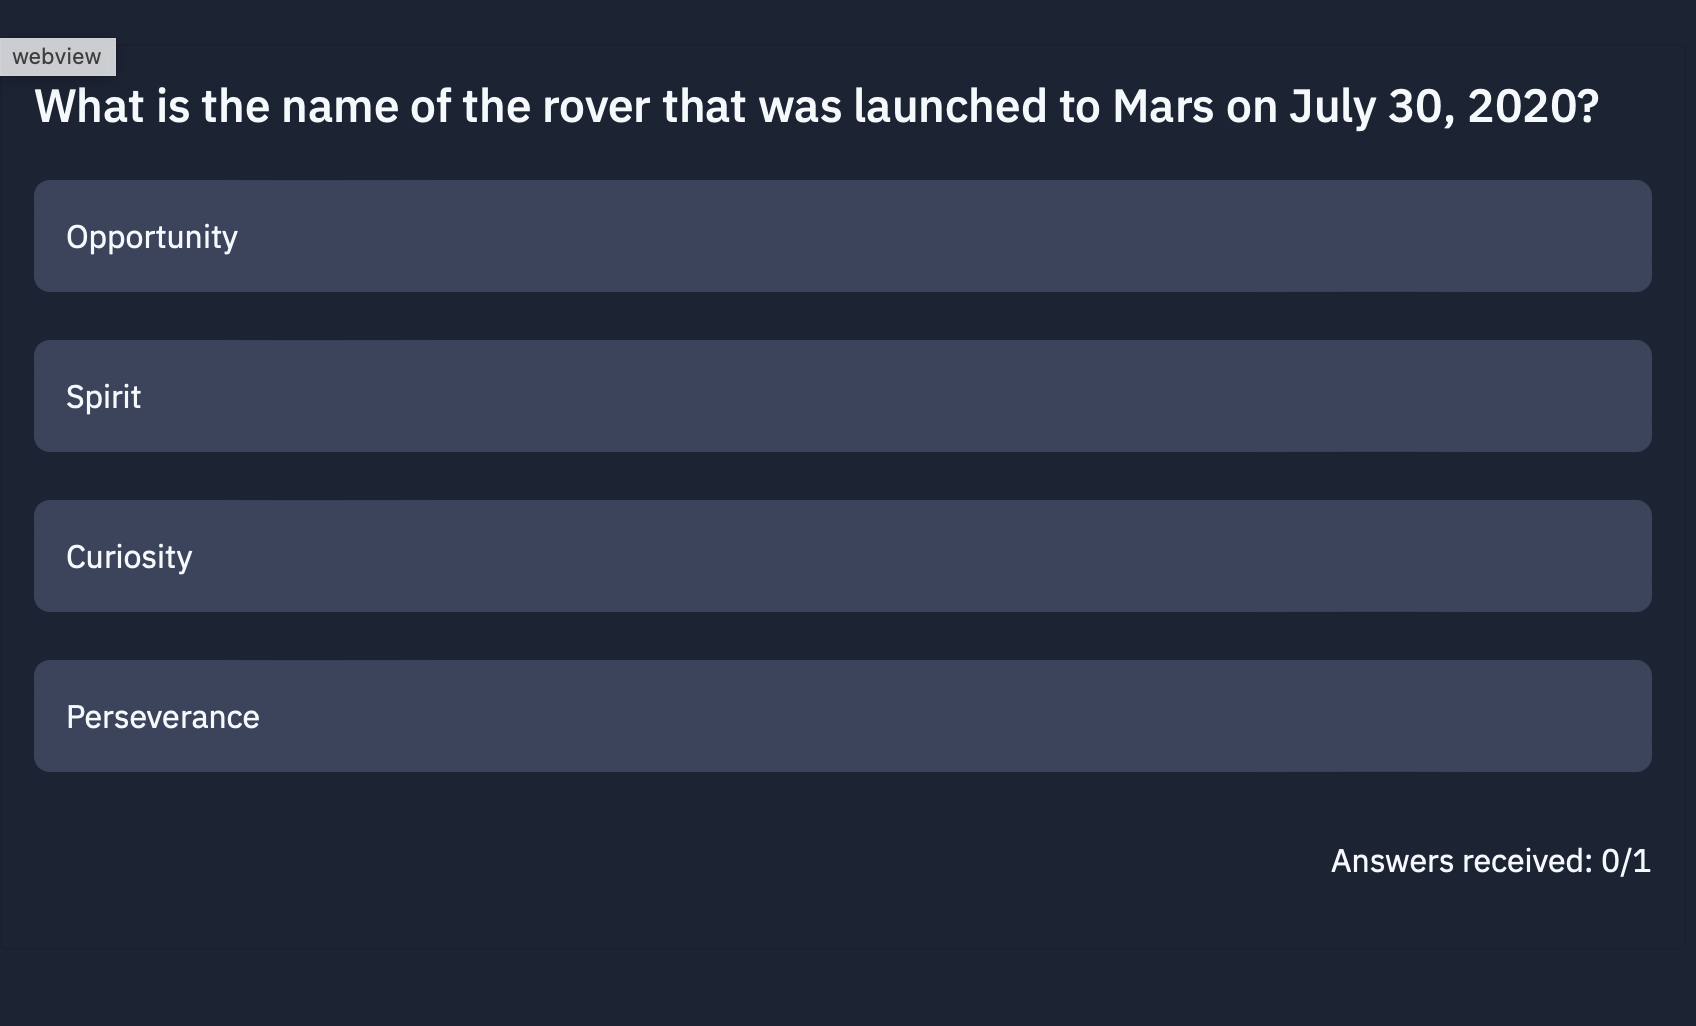 webview
What is the name of the rover that was launched to Mars on July 30, 2020?
Opportunity
Spirit
Curiosity
Perseverance
Answers received: 0/1